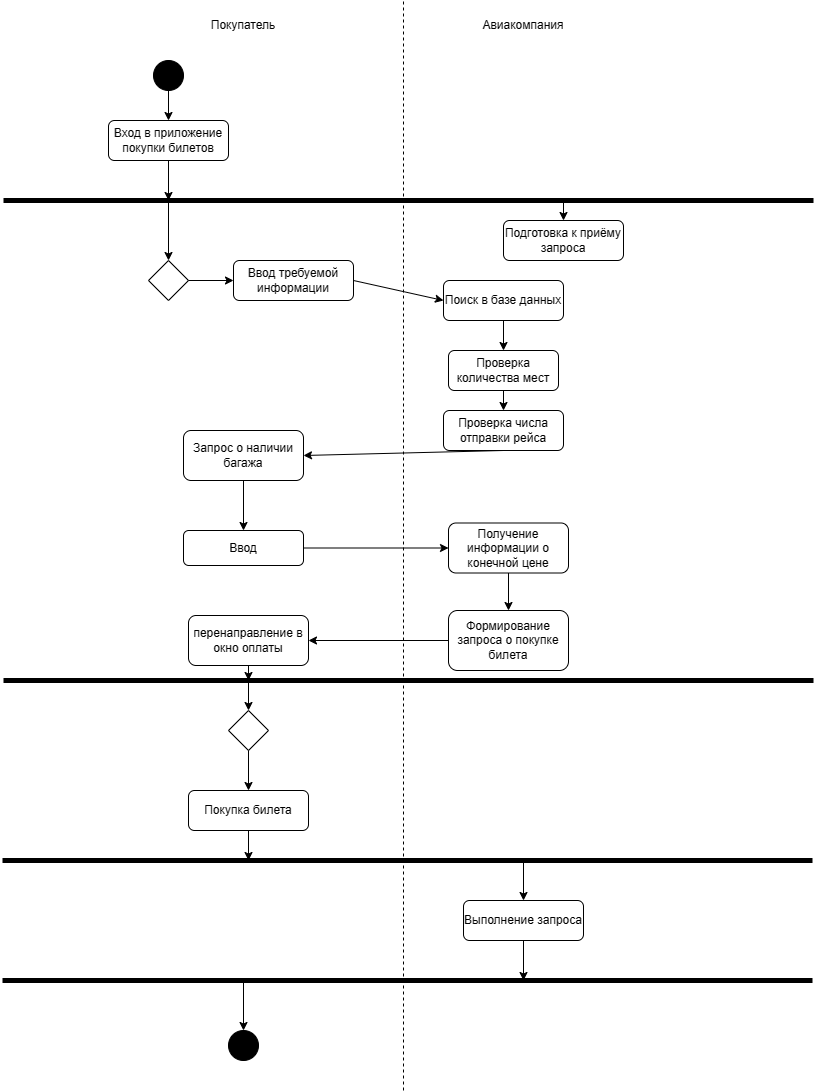 Покупатель
Авиакомпания
Вход в приложение
покупки билетов
Подготовка к приёму
запроса
Ввод требуемой
информации
Поиск в базе данных
Проверка
количества мест
Проверка числа
отправки рейса
Запрос о наличии
багажа
Ввод
Получение
информации о
конечной цене
Формирование
запроса о покупке
билета
перенаправление в
окно оплаты
Покупка билета
Выполнение запроса